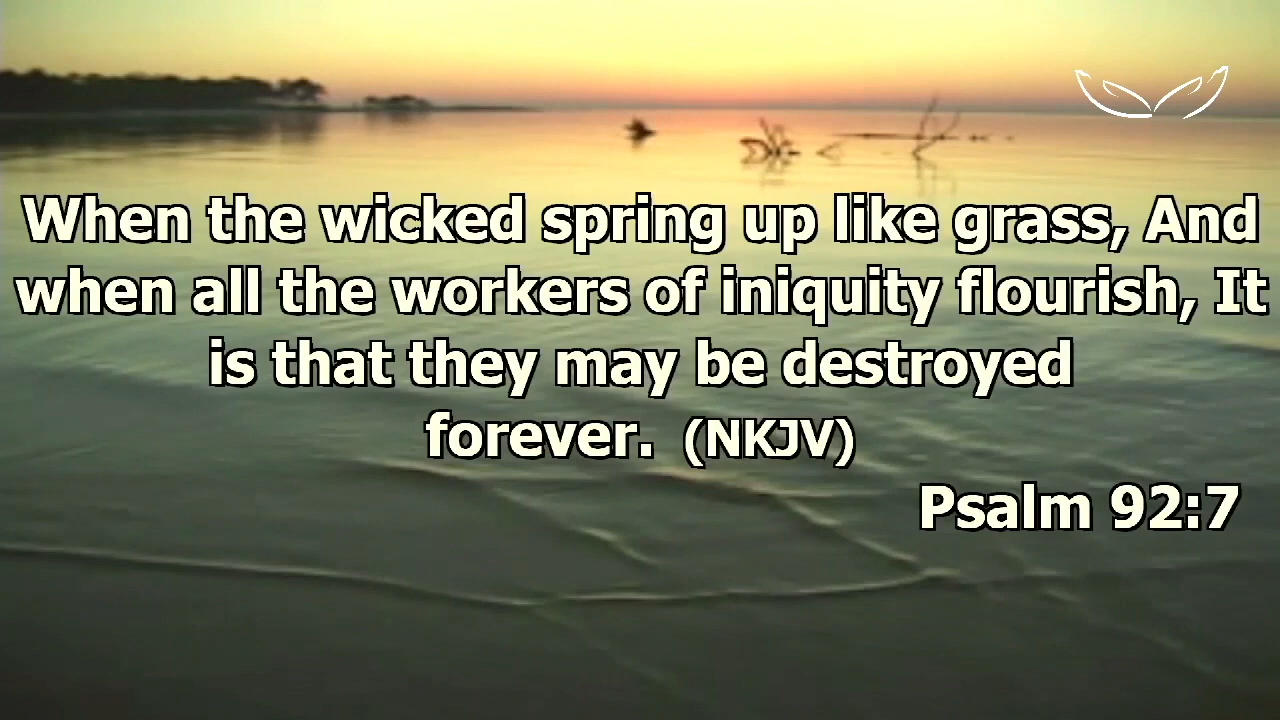 When the wicked spring up like grass, And
when all the workers of iniquity flourish, It
is that they may be destroyed
forever. (NKJV)
Psalm 92:7